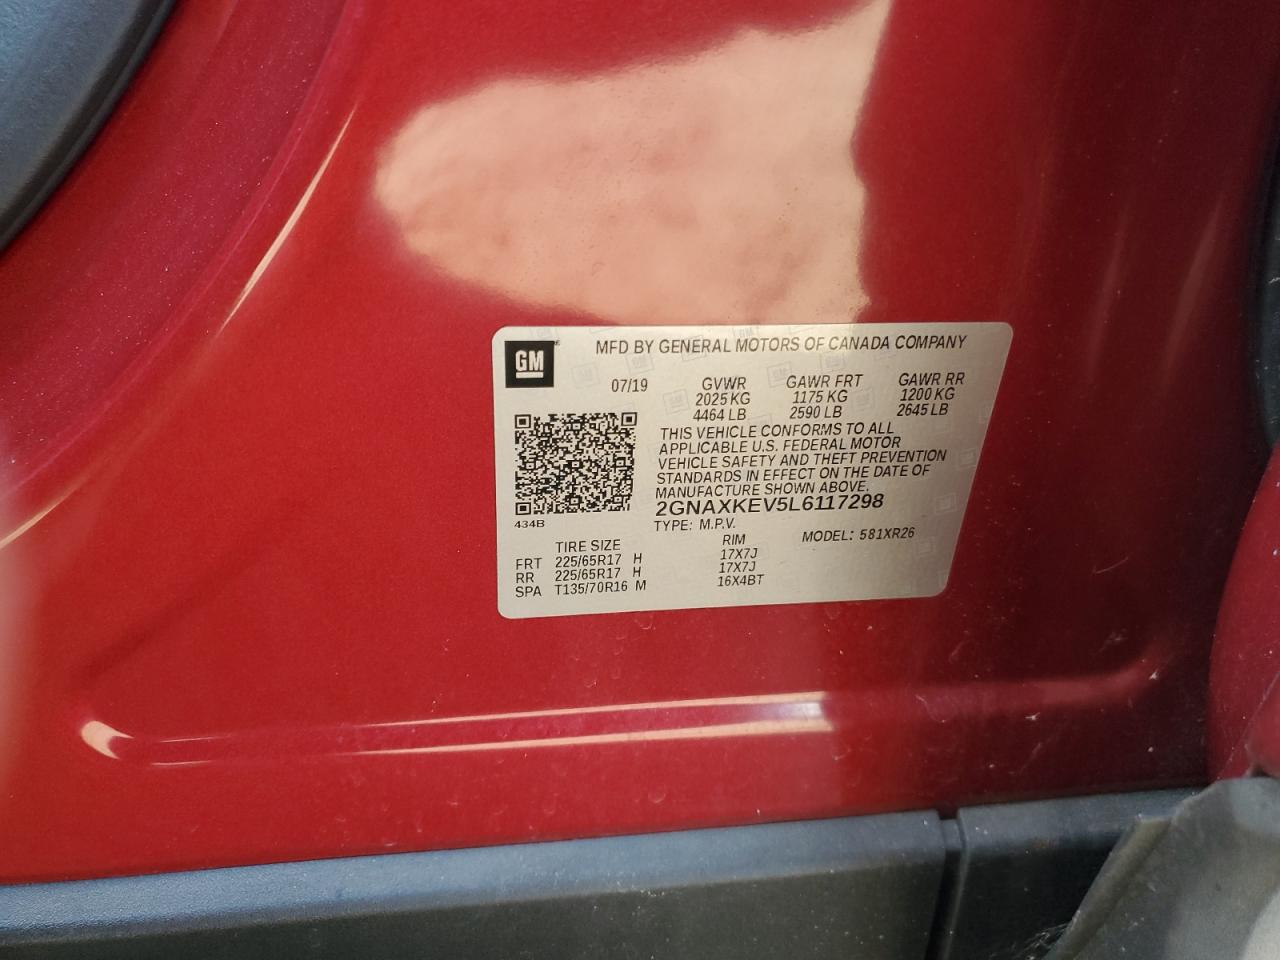 GM
MFD BY GENERAL MOTORS OF CANADA COMPANY
07/19 GVWR GAWR FRT GAWR RR
2025 KG 1175 KG 1200 KG
4464 LB 2590 LB 2645 LB
THIS VEHICLE CONFORMS TO ALL
APPLICABLE U.S. FEDERAL MOTOR
VEHICLE SAFETY AND THEFT PREVENTION
STANDARDS IN EFFECT ON THE DATE OF
MANUFACTURE SHOWN ABOVE.
2GNAXKEV5L6117298
434B
TYPE: M.P.V. MODEL: 581XR26
TIRE SIZE RIM
FRT 225/65R17 H 17X7J
RR 225/65R17 H 17X7J
SPA T135/70R16 M 16X4BT